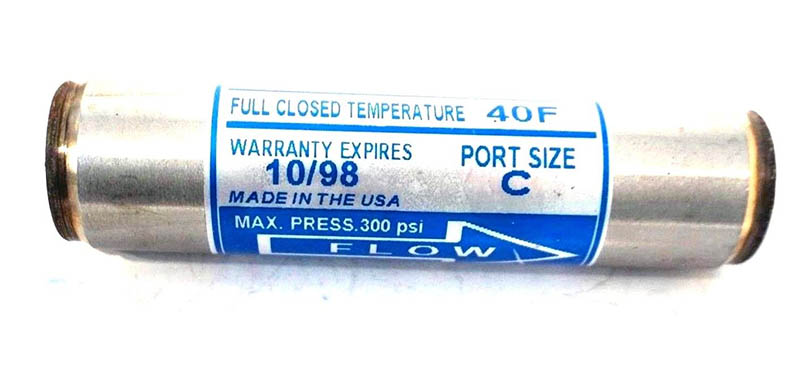 FULL CLOSED TEMPERATURE 40F
WARRANTY EXPIRES
10/98
PORT SIZE
C
MADE IN THE USA
MAX. PRESS.300 psi
FLOW